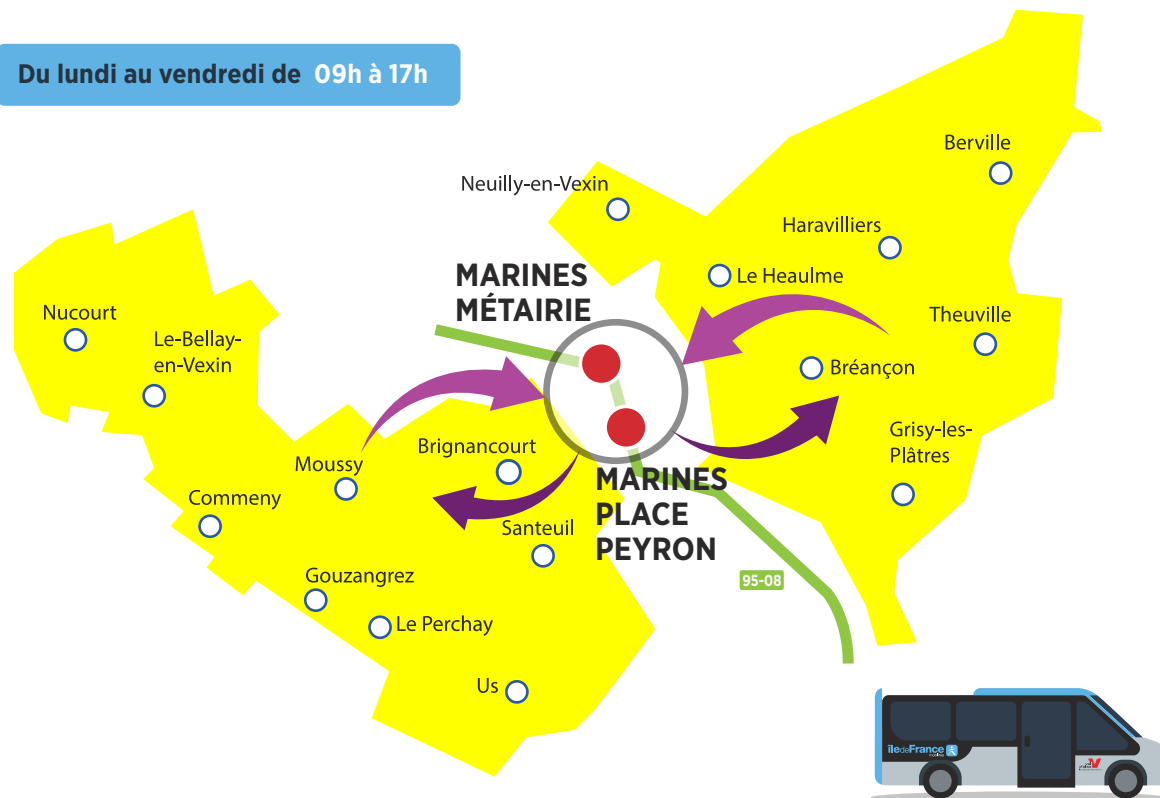 Du lundi au vendredi de 09h à 17h
Berville
Neuilly-en-Vexin
Haravilliers
MARINES
MÉTAIRIE
Le Heaulme
Nucourt
Theuville
Le-Bellay-
en-Vexin
Bréançon
Grisy-les-
Plâtres
Brignancourt
Moussy
MARINES
PLACE
PEYRON
Commeny
Santeuil
Gouzangrez
95-08
Le Perchay
Us
îledeFrance
mobilités